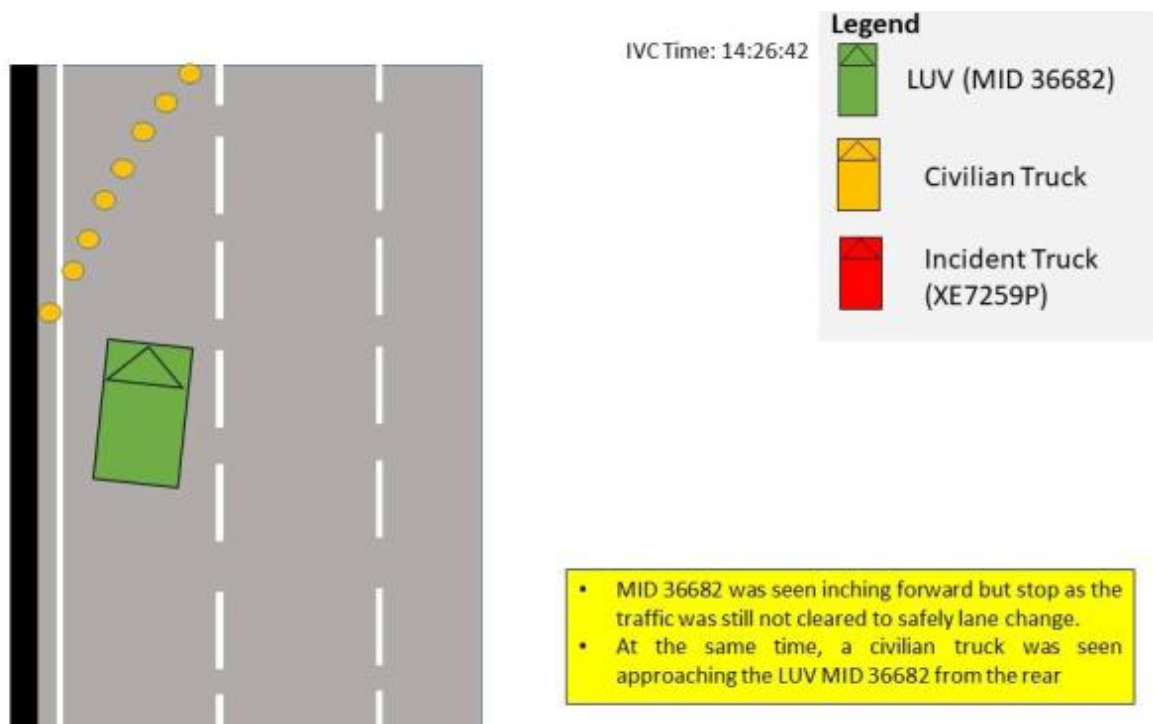 Legend
IVC Time: 14:26:42
LUV (MID 36682)
Civilian Truck
Incident Truck
(XE7259P)
• MID 36682 was seen inching forward but stop as the
traffic was still not cleared to safely lane change.
• At the same time, a civilian truck was seen
approaching the LUV MID 36682 from the rear